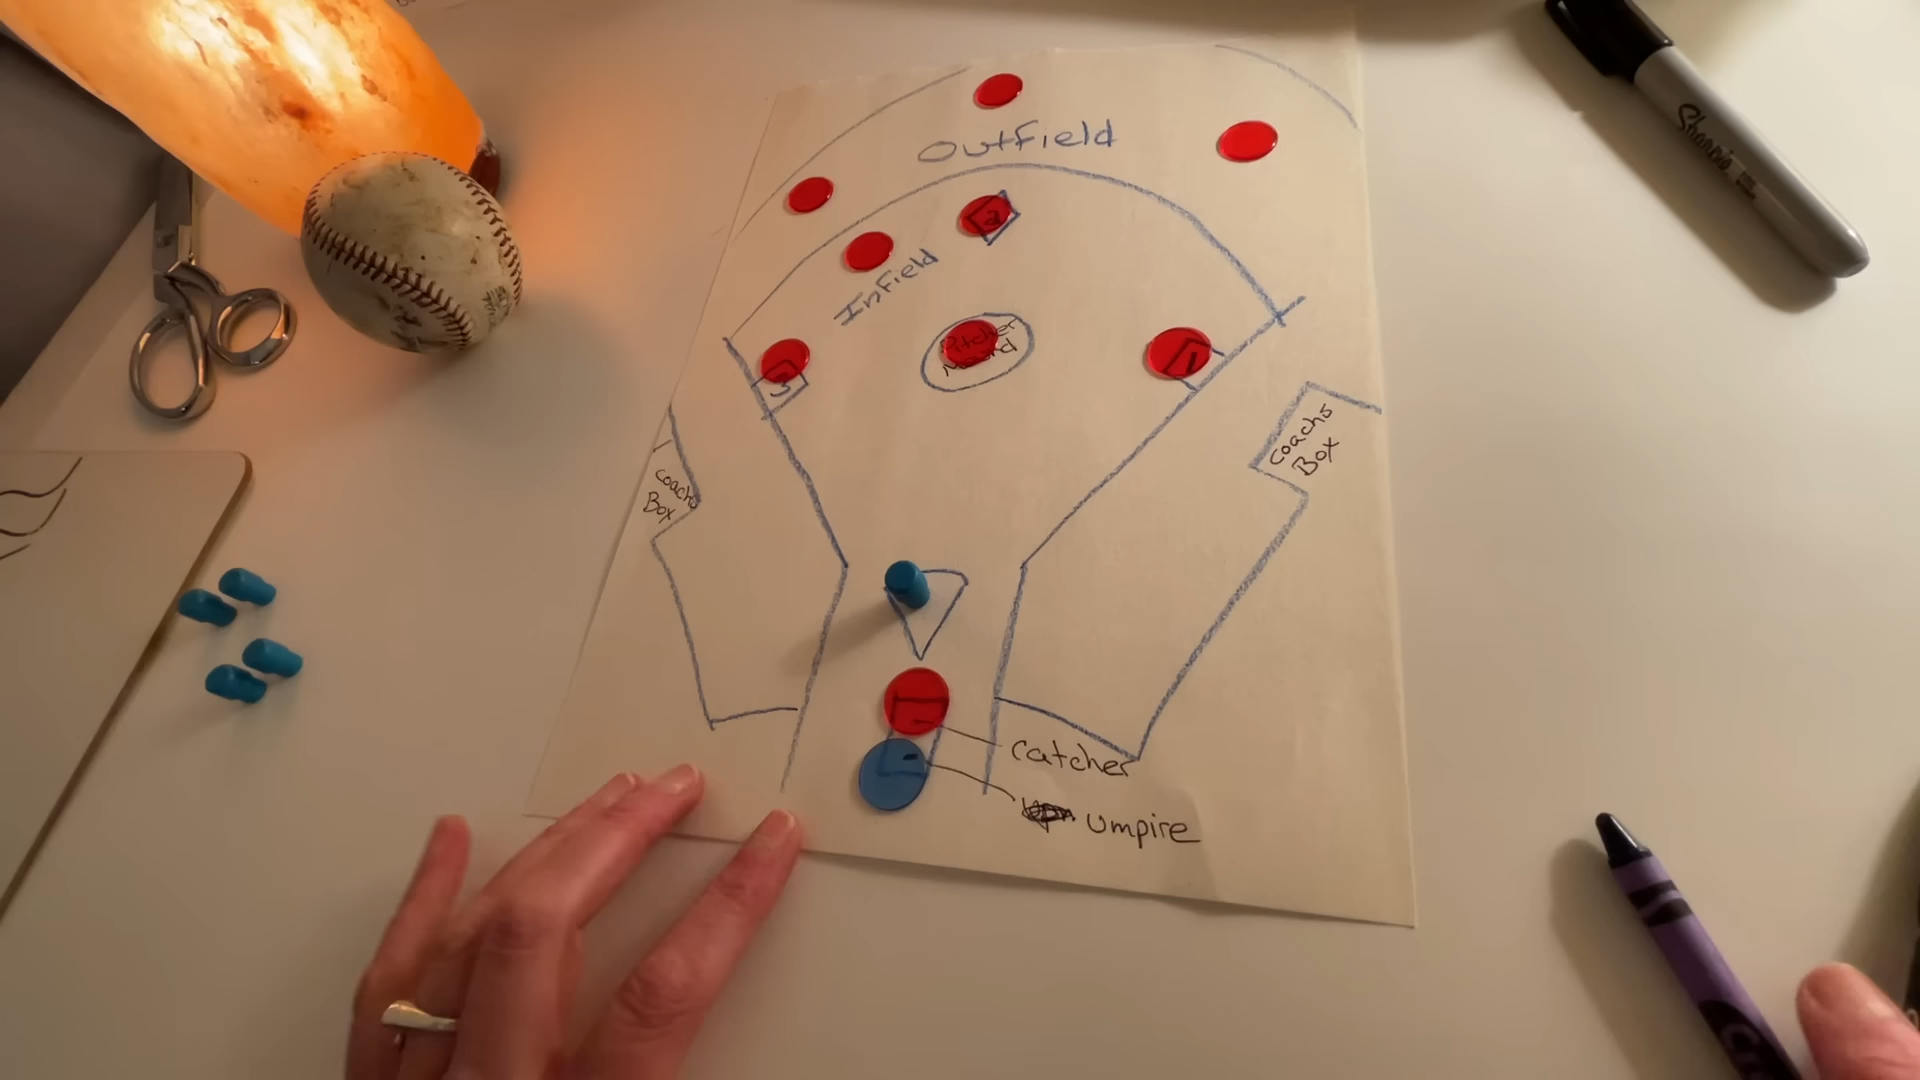 Outfield
2
Infield
Pitcher
Mound
3
1
Coachs
Box
Coachs
Box
Catcher
Umpire
Sharpie